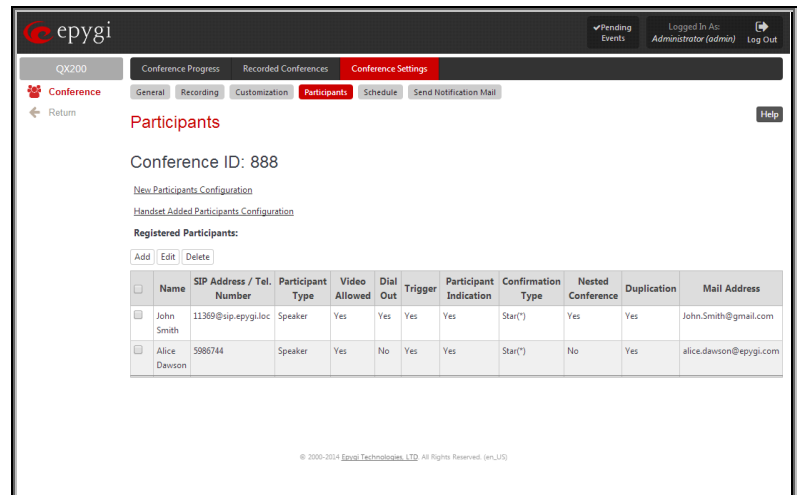 epygi
Pending Events
Logged In As: Administrator (admin)
Log Out
QX200
Conference Progress Recorded Conferences Conference Settings
Conference
Return
General Recording Customization Participants Schedule Send Notification Mail
Participants
Help
Conference ID: 888
New Participants Configuration
Handset Added Participants Configuration
Registered Participants:
Add Edit Delete
Name SIP Address / Tel. Number Participant Type Video Allowed Dial Out Trigger Participant Indication Confirmation Type Nested Conference Duplication Mail Address
John Smith 11369@sip.epygi.loc Speaker Yes Yes Yes Yes Star(*) Yes Yes John.Smith@gmail.com
Alice Dawson 5986744 Speaker Yes No Yes Yes Star(*) No Yes alice.dawson@epygi.com
© 2000-2014 Epygi Technologies, LTD. All Rights Reserved. (en_US)